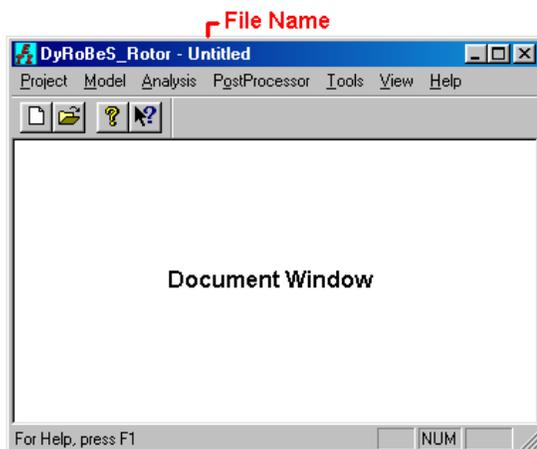 File Name
DyRoBeS_Rotor - Untitled
Project Model Analysis PostProcessor Tools View Help
Document Window
For Help, press F1 NUM